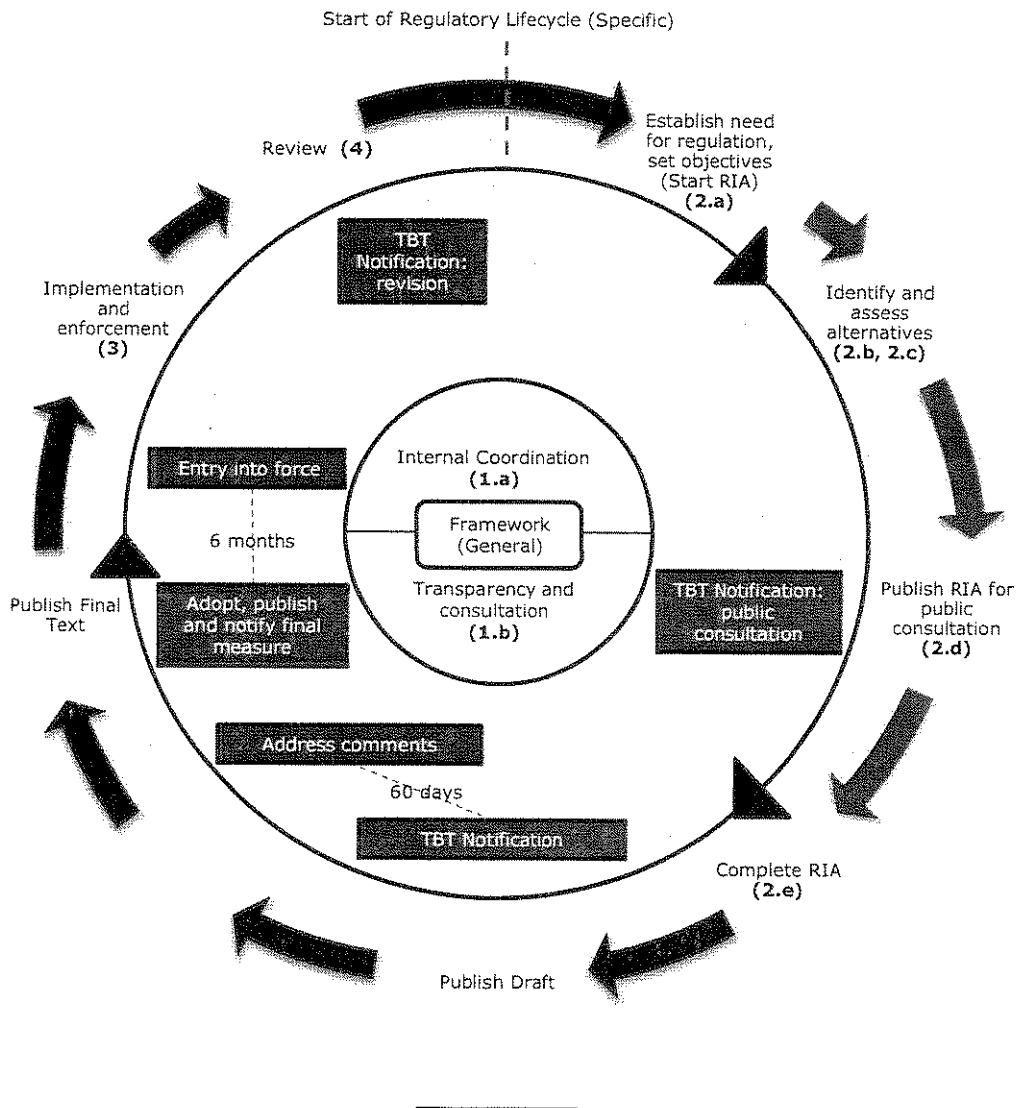 Start of Regulatory Lifecycle (Specific)
Establish need
for regulation,
set objectives
(Start RIA)
(2.a)
Review (4)
TBT
Notification:
revision
Identify and
assess
alternatives
(2.b, 2.c)
Implementation
and
enforcement
(3)
Entry into force
Internal Coordination
(1.a)
6 months
Framework
(General)
Transparency and
consultation
(1.b)
TBT Notification:
public
consultation
Publish RIA for
public
consultation
(2.d)
Publish Final
Text
Adopt, publish
and notify final
measure
Address comments
60 days
TBT Notification
Complete RIA
(2.e)
Publish Draft